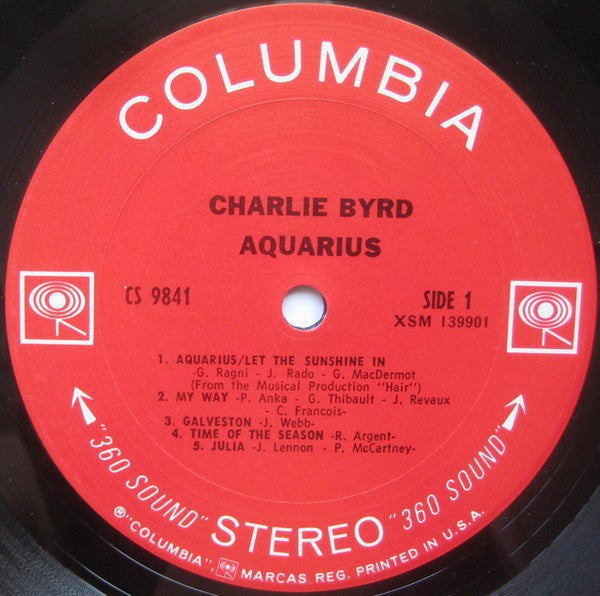 COLUMBIA
CHARLIE BYRD
AQUARIUS
CS 9841
SIDE 1
XSM 139901
1. AQUARIUS/LET THE SUNSHINE IN
-G. Ragni - J. Rado - G. MacDermot
(From the Musical Production "Hair")
2. MY WAY -P. Anka - G. Thibault - J. Revaux
- C. Francois-
3. GALVESTON -J. Webb-
4. TIME OF THE SEASON -R. Argent-
5. JULIA -J. Lennon - P. McCartney-
"360 SOUND" STEREO "360 SOUND"
® "COLUMBIA", MARCAS REG. PRINTED IN U.S.A.